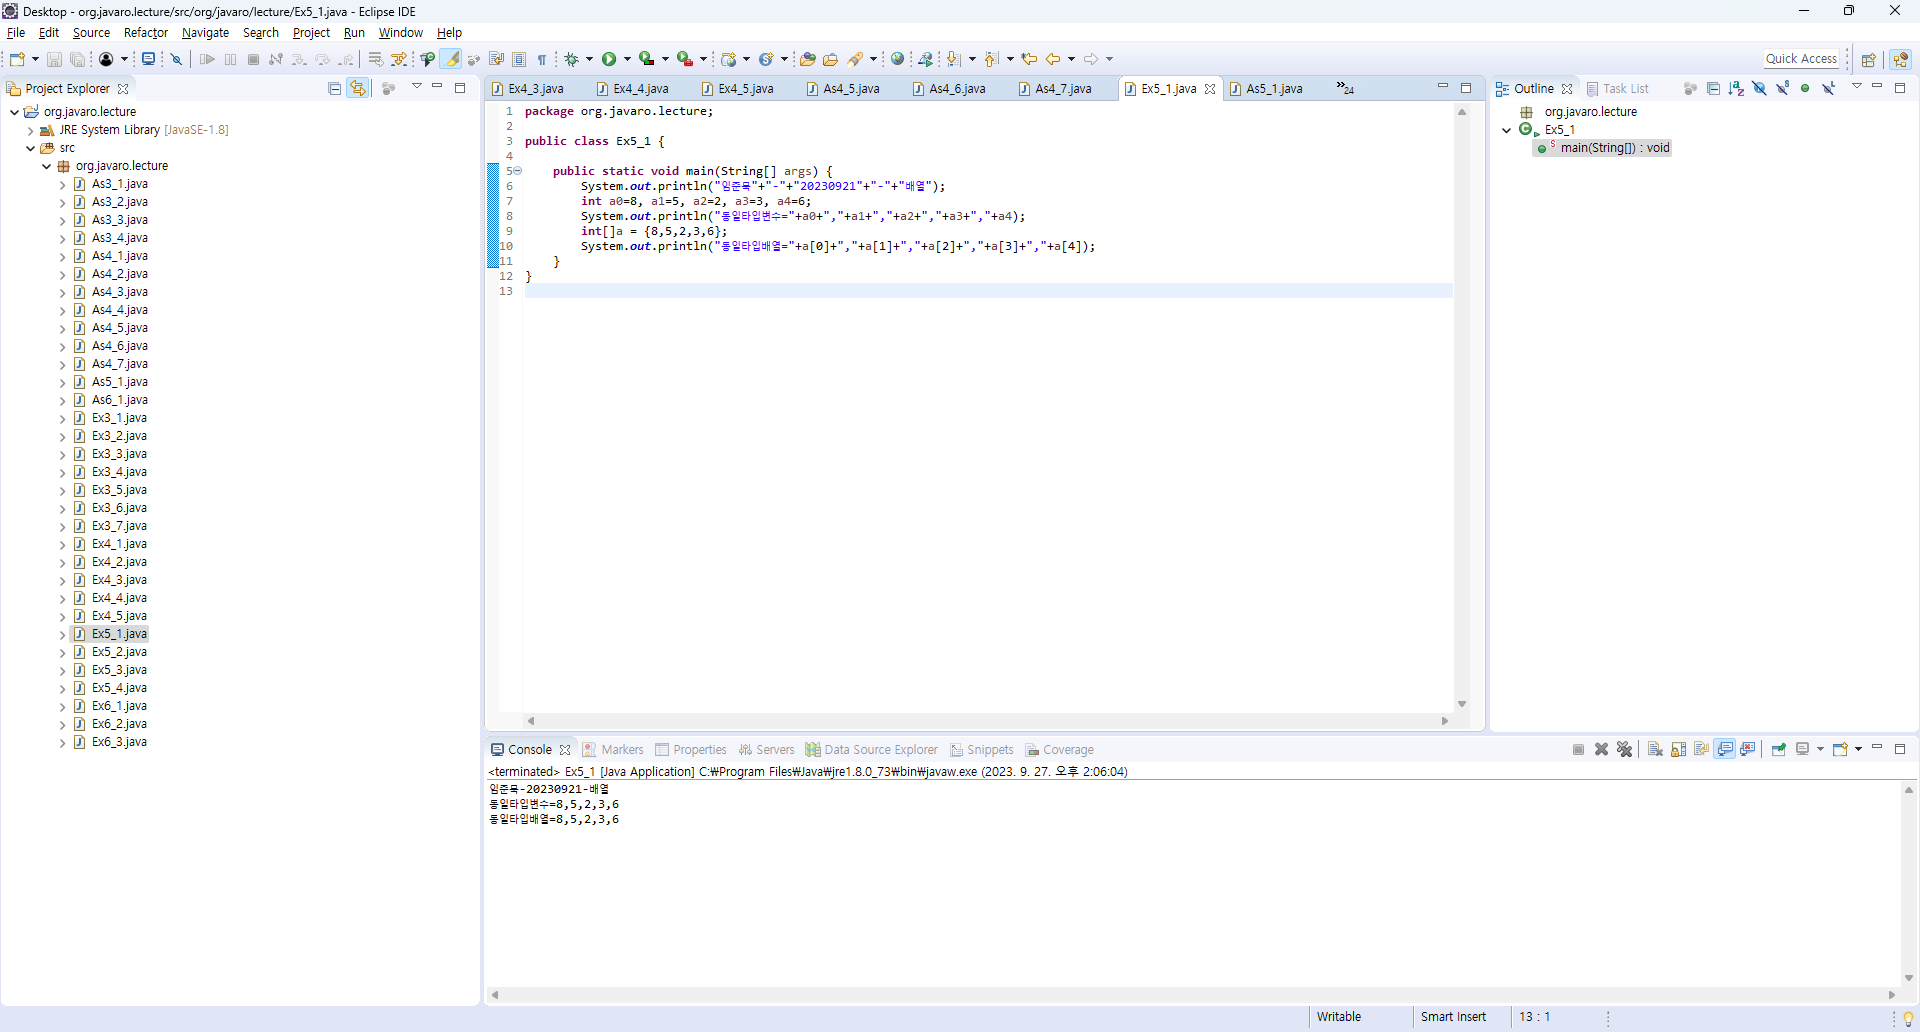 Desktop - org.javaro.lecture/src/org/javaro/lecture/Ex5_1.java - Eclipse IDE
File Edit Source Refactor Navigate Search Project Run Window Help
Quick Access
Project Explorer
org.javaro.lecture
JRE System Library [JavaSE-1.8]
src
org.javaro.lecture
As3_1.java
As3_2.java
As3_3.java
As3_4.java
As4_1.java
As4_2.java
As4_3.java
As4_4.java
As4_5.java
As4_6.java
As4_7.java
As5_1.java
As6_1.java
Ex3_1.java
Ex3_2.java
Ex3_3.java
Ex3_4.java
Ex3_5.java
Ex3_6.java
Ex3_7.java
Ex4_1.java
Ex4_2.java
Ex4_3.java
Ex4_4.java
Ex4_5.java
Ex5_1.java
Ex5_2.java
Ex5_3.java
Ex5_4.java
Ex6_1.java
Ex6_2.java
Ex6_3.java
Ex4_3.java Ex4_4.java Ex4_5.java As4_5.java As4_6.java As4_7.java Ex5_1.java As5_1.java »24
1 package org.javaro.lecture;
2
3 public class Ex5_1 {
4
5 public static void main(String[] args) {
6 System.out.println("임준묵"+"-"+"20230921"+"-"+"배열");
7 int a0=8, a1=5, a2=2, a3=3, a4=6;
8 System.out.println("동일타입변수="+a0+","+a1+","+a2+","+a3+","+a4);
9 int[]a = {8,5,2,3,6};
10 System.out.println("동일타입배열="+a[0]+","+a[1]+","+a[2]+","+a[3]+","+a[4]);
11 }
12 }
13
Outline Task List
org.javaro.lecture
Ex5_1
main(String[]) : void
Console Markers Properties Servers Data Source Explorer Snippets Coverage
<terminated> Ex5_1 [Java Application] C:₩Program Files₩Java₩jre1.8.0_73₩bin₩javaw.exe (2023. 9. 27. 오후 2:06:04)
임준묵-20230921-배열
동일타입변수=8,5,2,3,6
동일타입배열=8,5,2,3,6
Writable Smart Insert 13 : 1